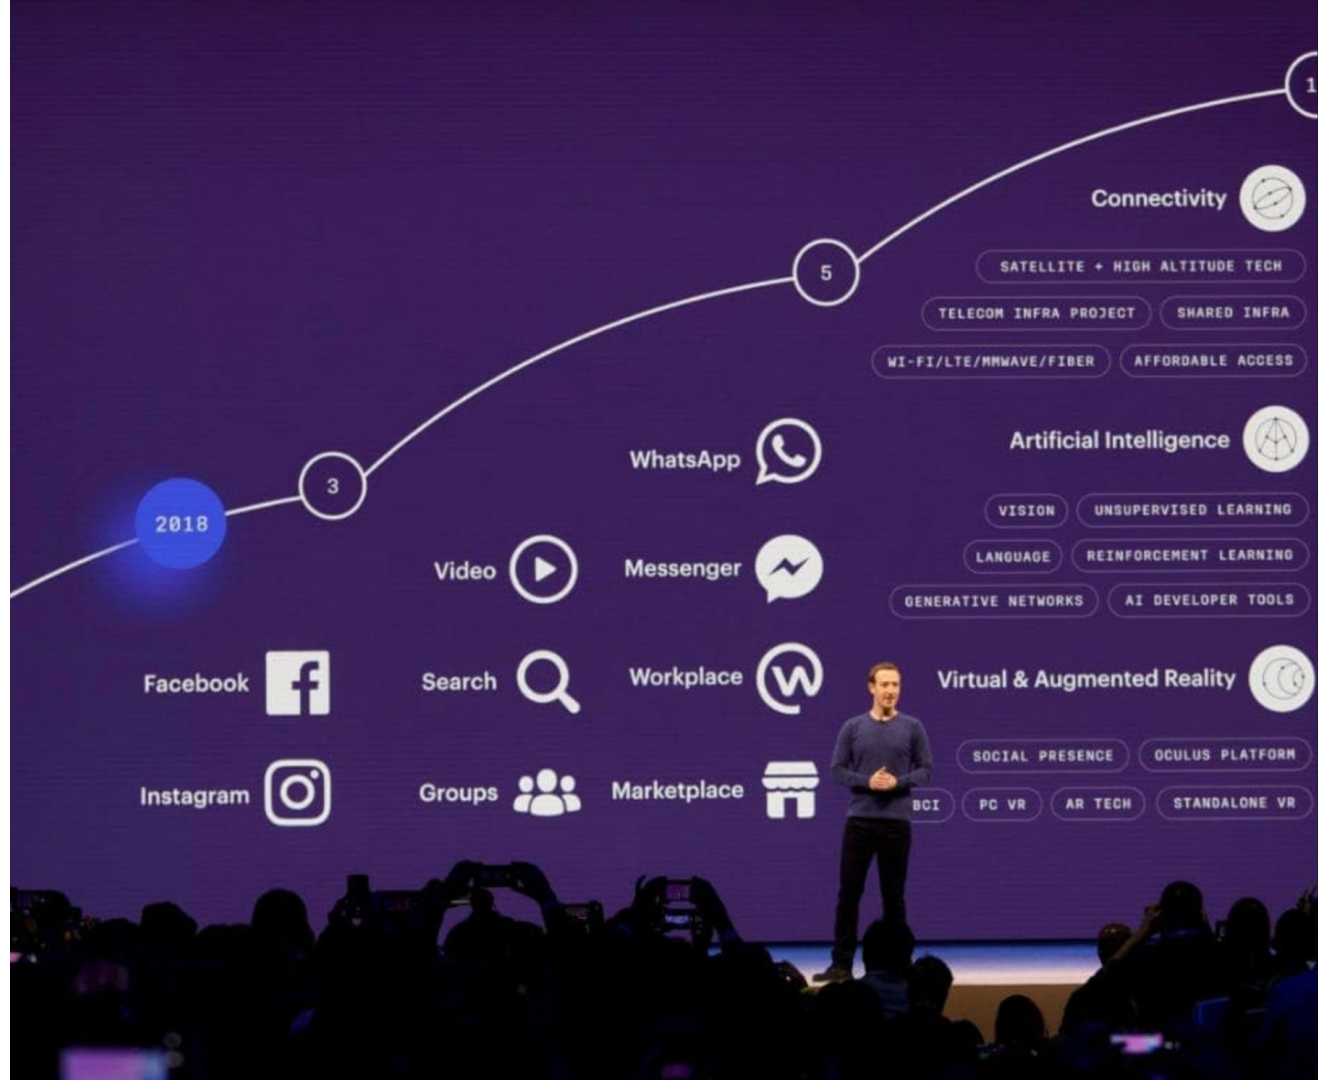 1
Connectivity
SATELLITE + HIGH ALTITUDE TECH
TELECOM INFRA PROJECT
SHARED INFRA
WI-FI/LTE/MMWAVE/FIBER
AFFORDABLE ACCESS
5
Artificial Intelligence
VISION
UNSUPERVISED LEARNING
LANGUAGE
REINFORCEMENT LEARNING
GENERATIVE NETWORKS
AI DEVELOPER TOOLS
Virtual & Augmented Reality
SOCIAL PRESENCE
OCULUS PLATFORM
BCI
PC VR
AR TECH
STANDALONE VR
WhatsApp
Messenger
Workplace
Marketplace
Video
Search
Groups
3
2018
Facebook
Instagram